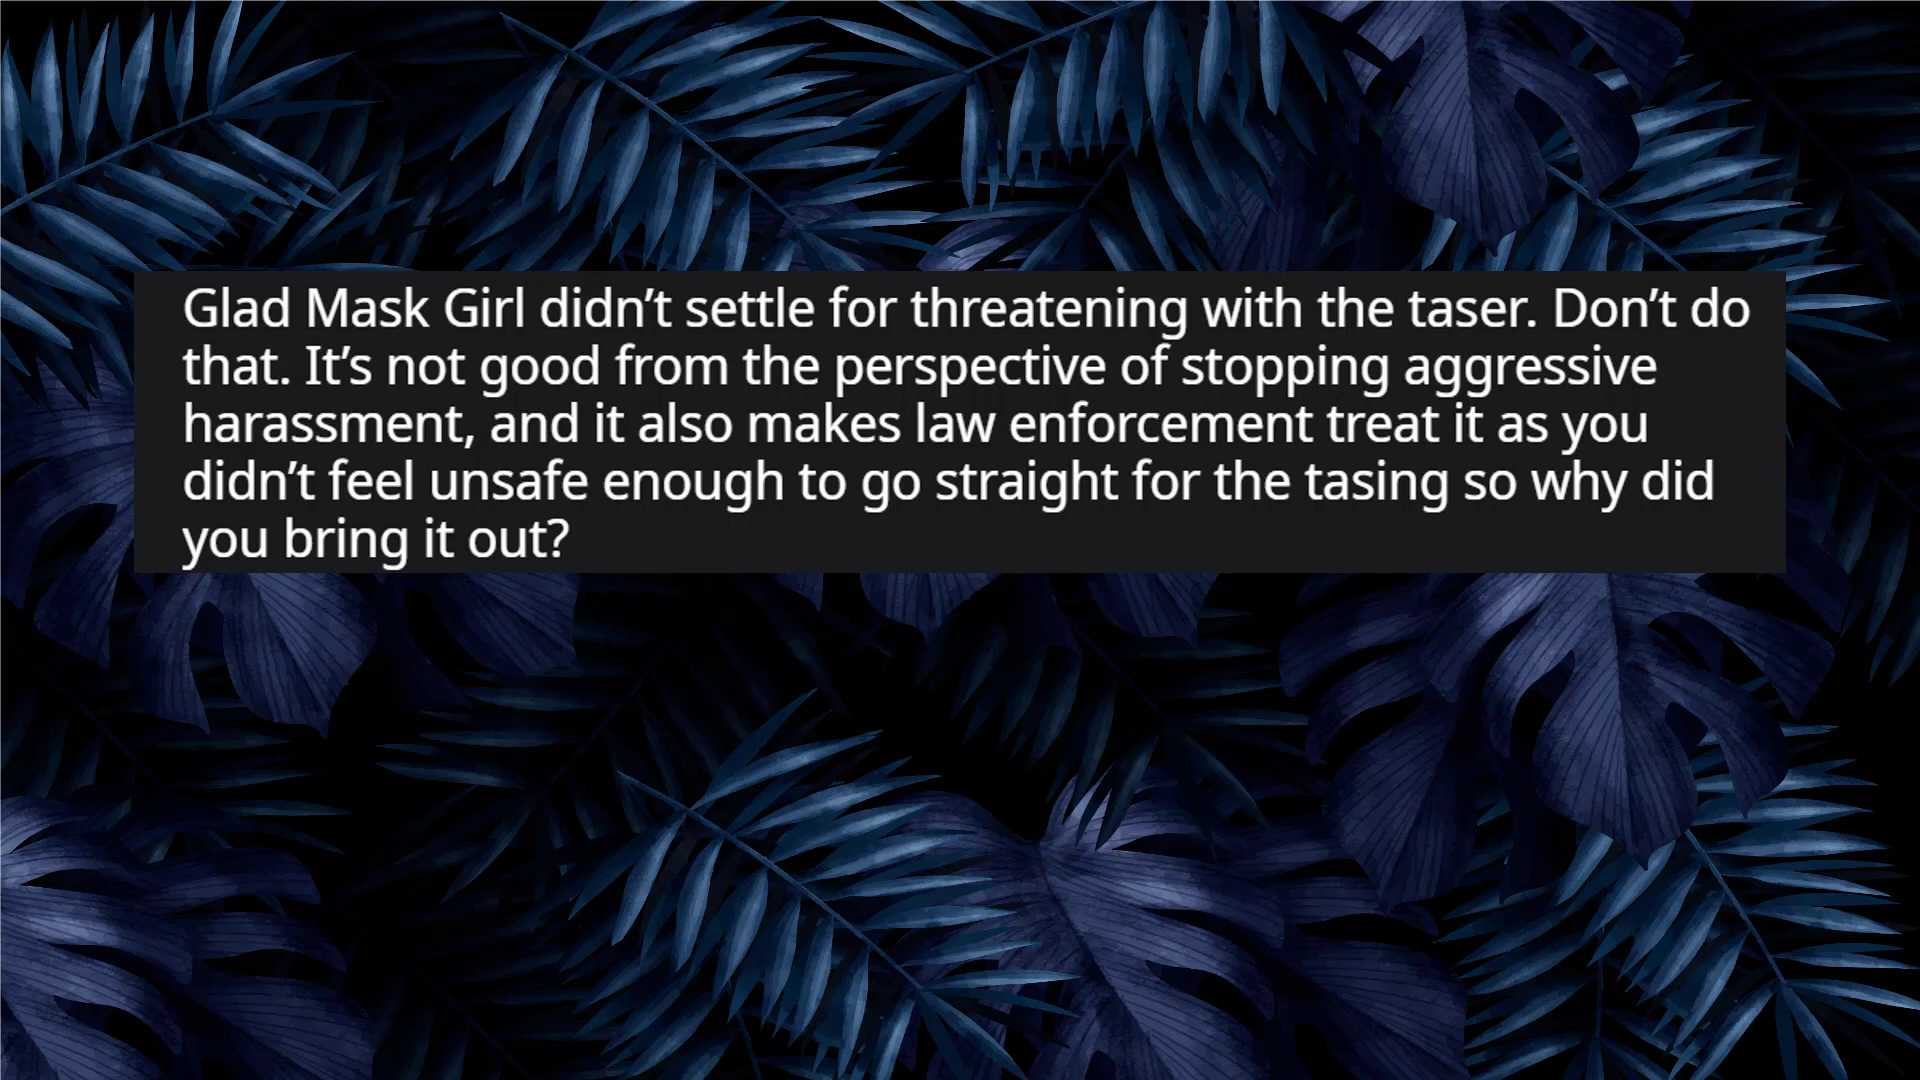 Glad Mask Girl didn’t settle for threatening with the taser. Don’t do
that. It’s not good from the perspective of stopping aggressive
harassment, and it also makes law enforcement treat it as you
didn’t feel unsafe enough to go straight for the tasing so why did
you bring it out?